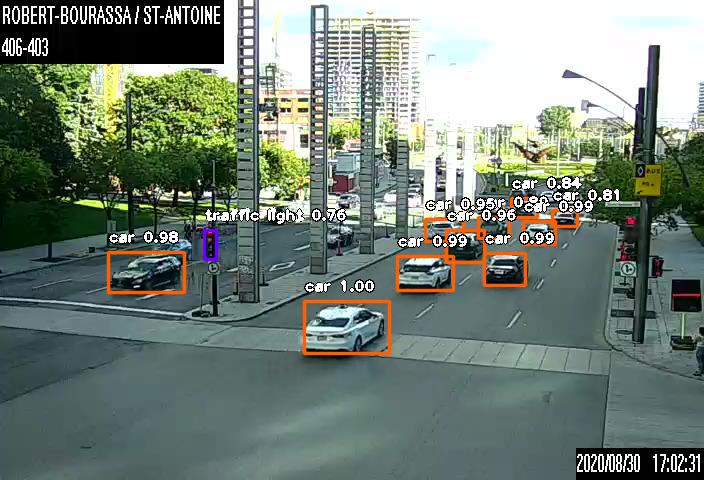 ROBERT-BOURASSA / ST-ANTOINE
406-403
car 0.84
car 0.81
car 0.95
car 0.96
0.99
traffic light 0.76
car 0.98
car 0.99
car 0.99
car 1.00
2020/08/30 17:02:31